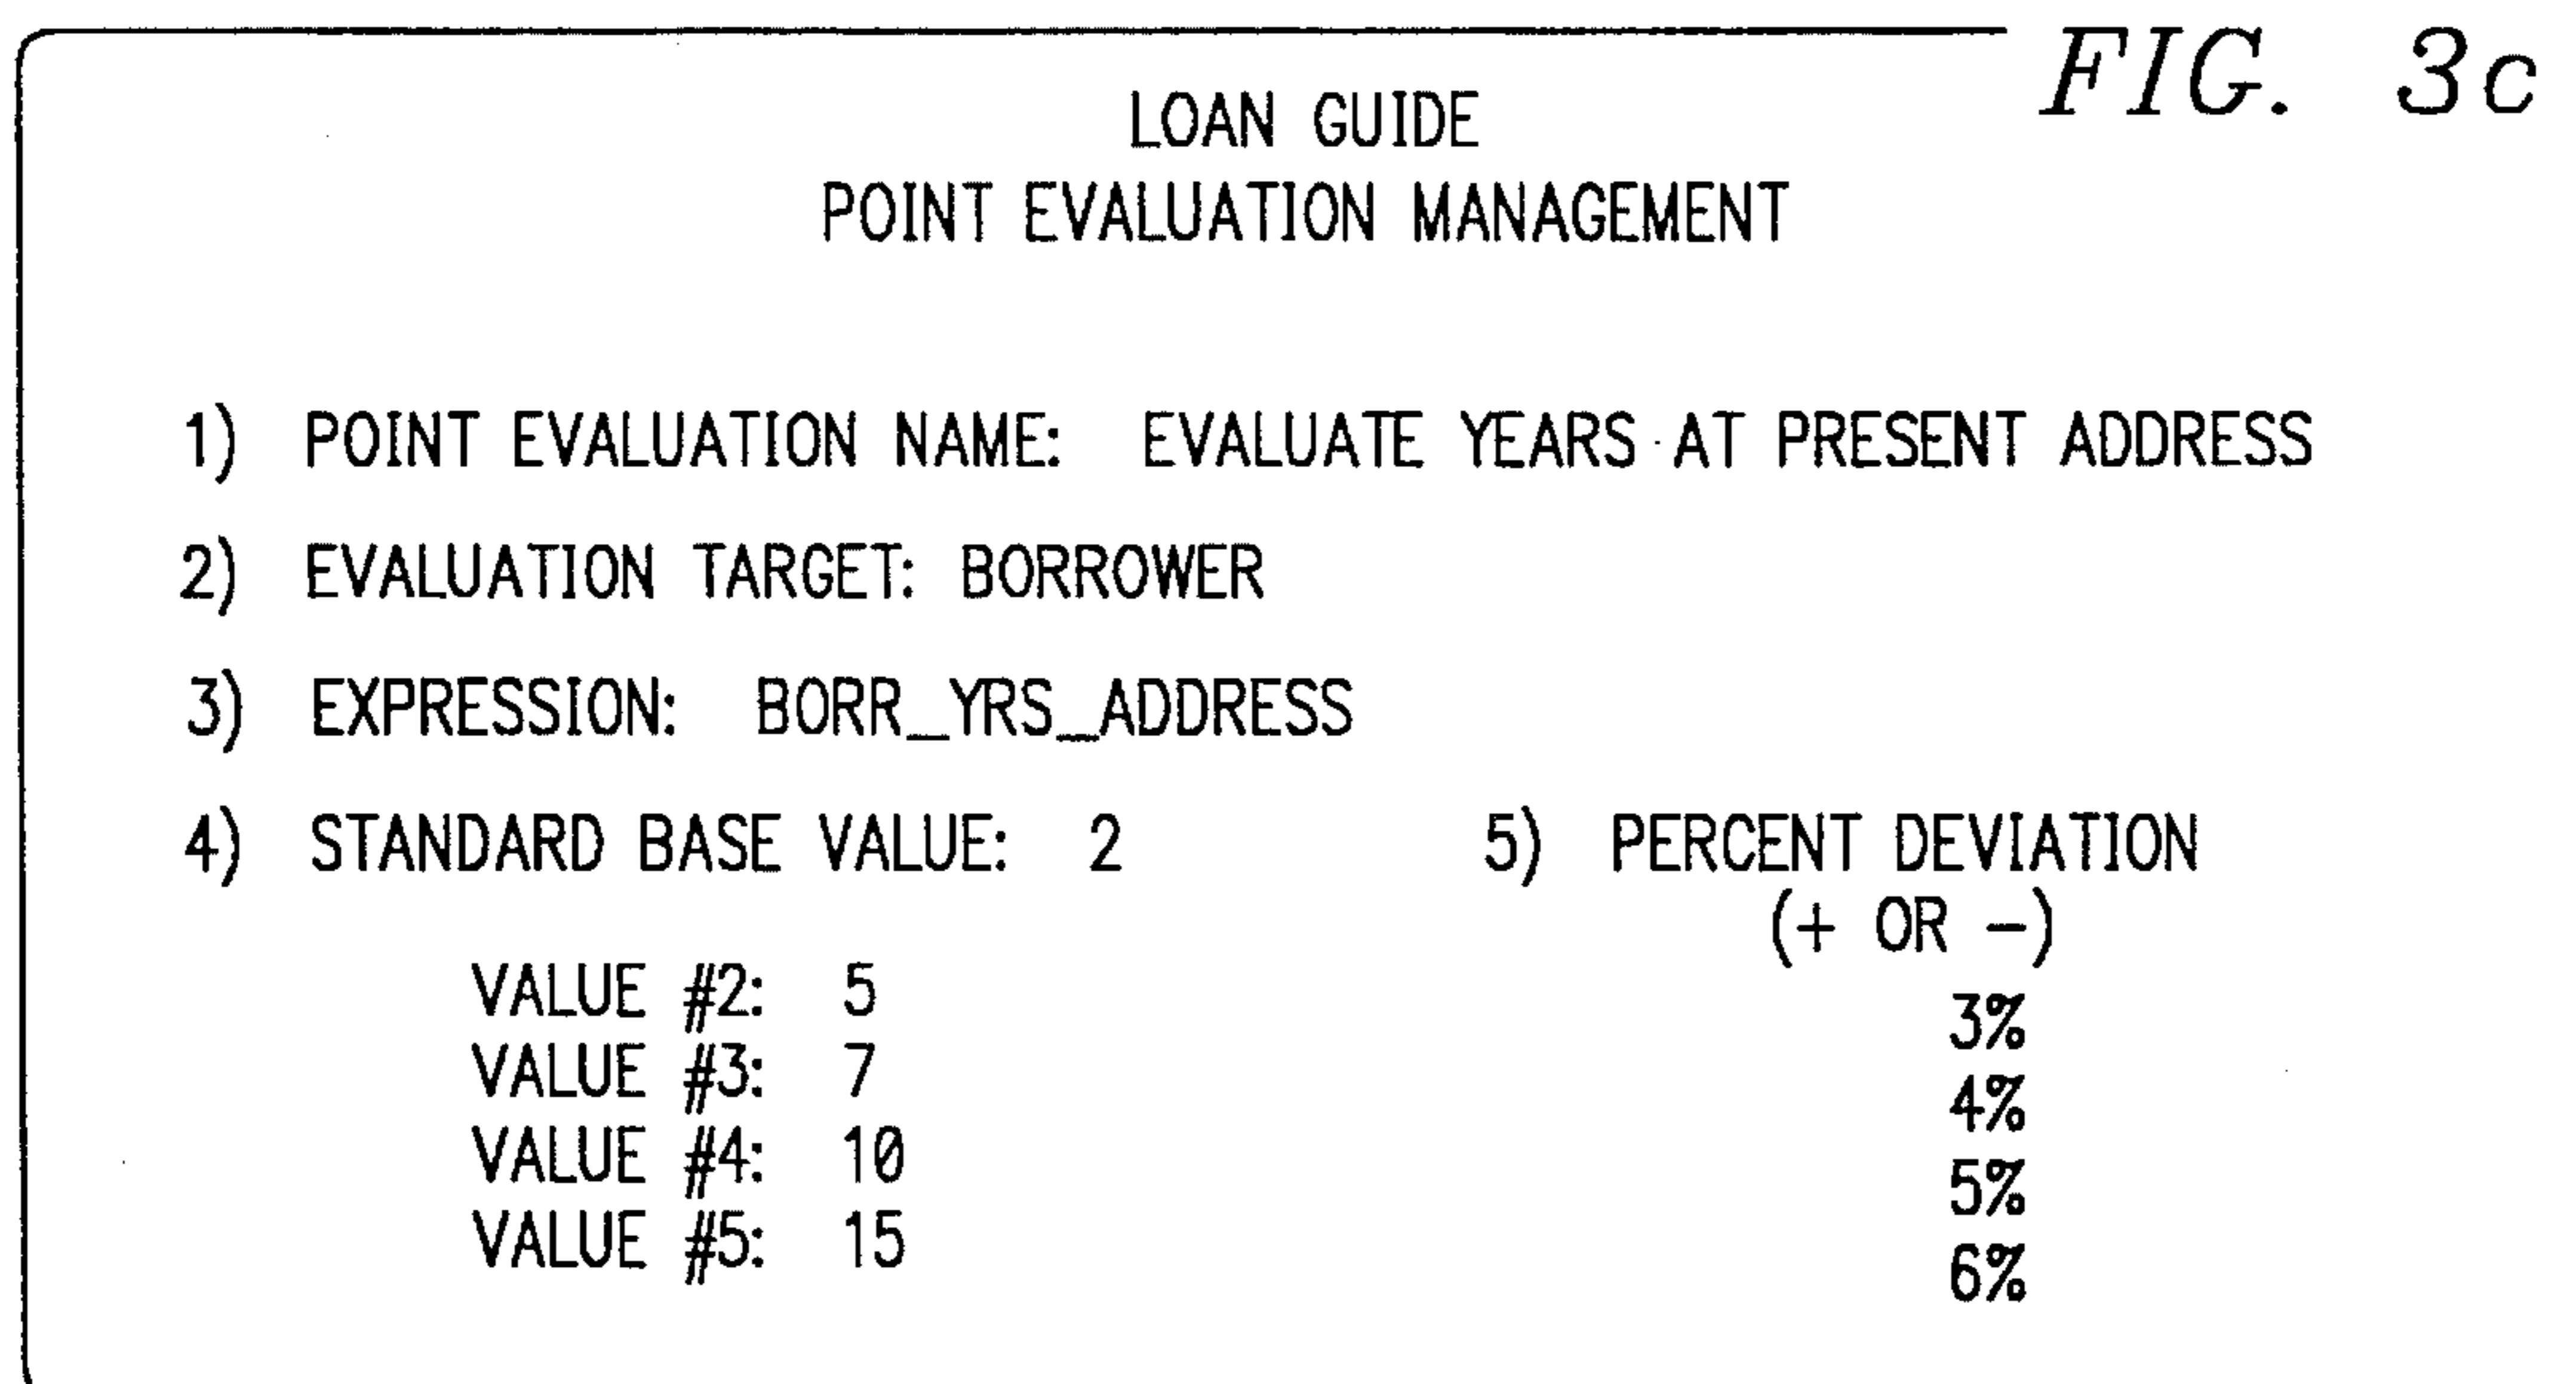 FIG. 3c
LOAN GUIDE
POINT EVALUATION MANAGEMENT
1) POINT EVALUATION NAME: EVALUATE YEARS AT PRESENT ADDRESS
2) EVALUATION TARGET: BORROWER
3) EXPRESSION: BORR_YRS_ADDRESS
4) STANDARD BASE VALUE: 2 5) PERCENT DEVIATION
(+ OR -)
VALUE #2: 5 3%
VALUE #3: 7 4%
VALUE #4: 10 5%
VALUE #5: 15 6%